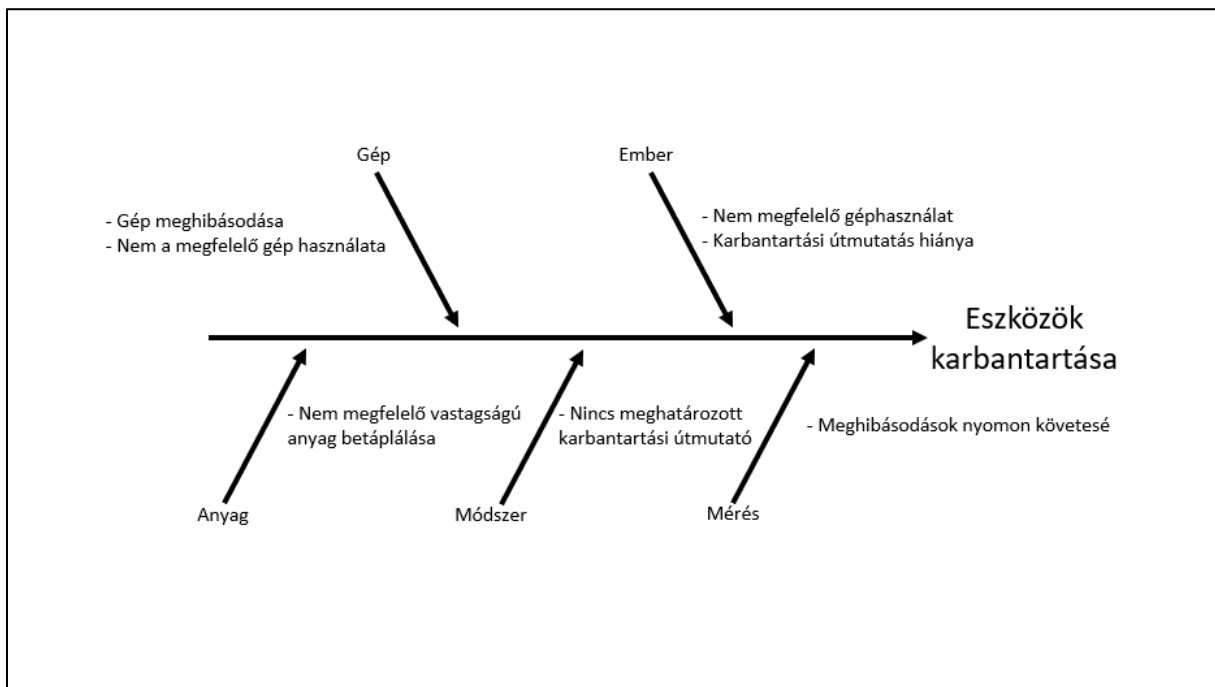 Gép
Ember
- Gép meghibásodása
- Nem a megfelelő gép használata
- Nem megfelelő géphasználat
- Karbantartási útmutatás hiánya
Eszközök
karbantartása
- Nem megfelelő vastagságú
anyag betáplálása
- Nincs meghatározott
karbantartási útmutató
- Meghibásodások nyomon követesé
Anyag
Módszer
Mérés